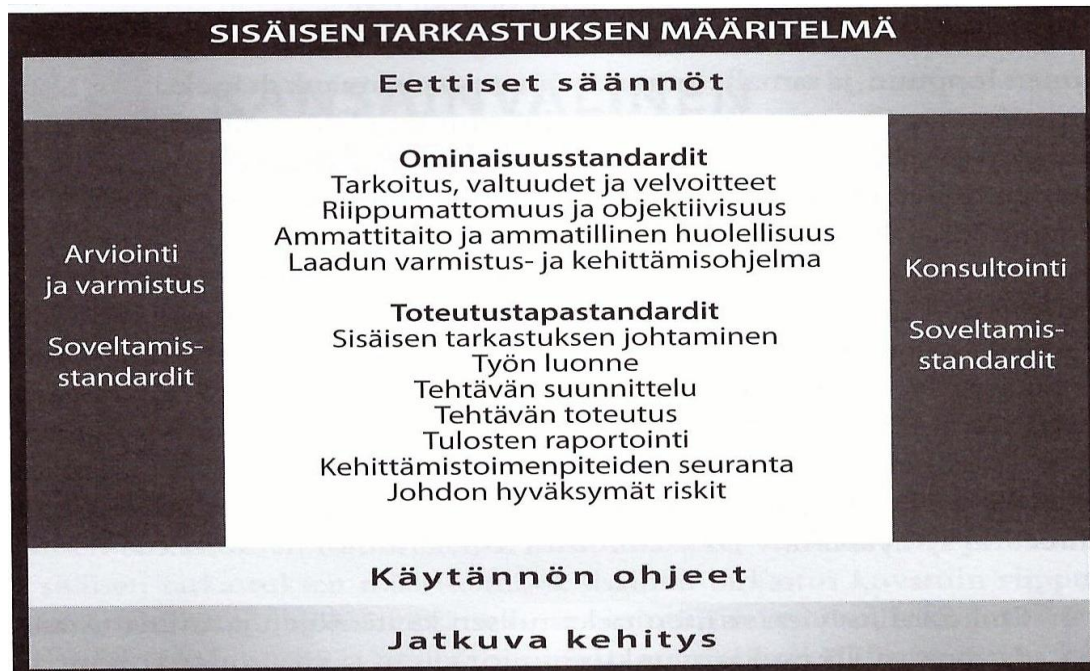 SISÄISEN TARKASTUKSEN MÄÄRITELMÄ
Eettiset säännöt
Arviointi
ja varmistus
Soveltamis-
standardit
Ominaisuusstandardit
Tarkoitus, valtuudet ja velvoitteet
Riippumattomuus ja objektiivisuus
Ammattitaito ja ammatillinen huolellisuus
Laadun varmistus- ja kehittämisohjelma
Toteutustapastandardit
Sisäisen tarkastuksen johtaminen
Työn luonne
Tehtävän suunnittelu
Tehtävän toteutus
Tulosten raportointi
Kehittämistoimenpiteiden seuranta
Johdon hyväksymät riskit
Konsultointi
Soveltamis-
standardit
Käytännön ohjeet
Jatkuva kehitys